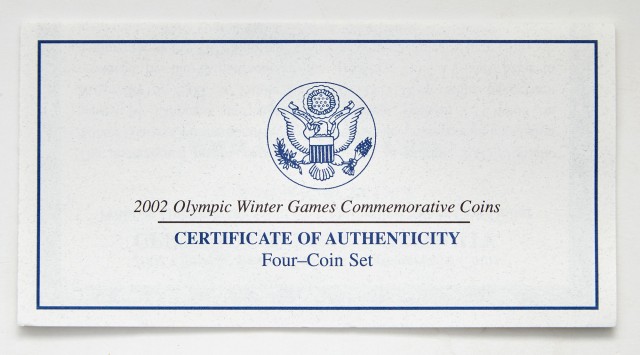 2002 Olympic Winter Games Commemorative Coins
CERTIFICATE OF AUTHENTICITY
Four–Coin Set